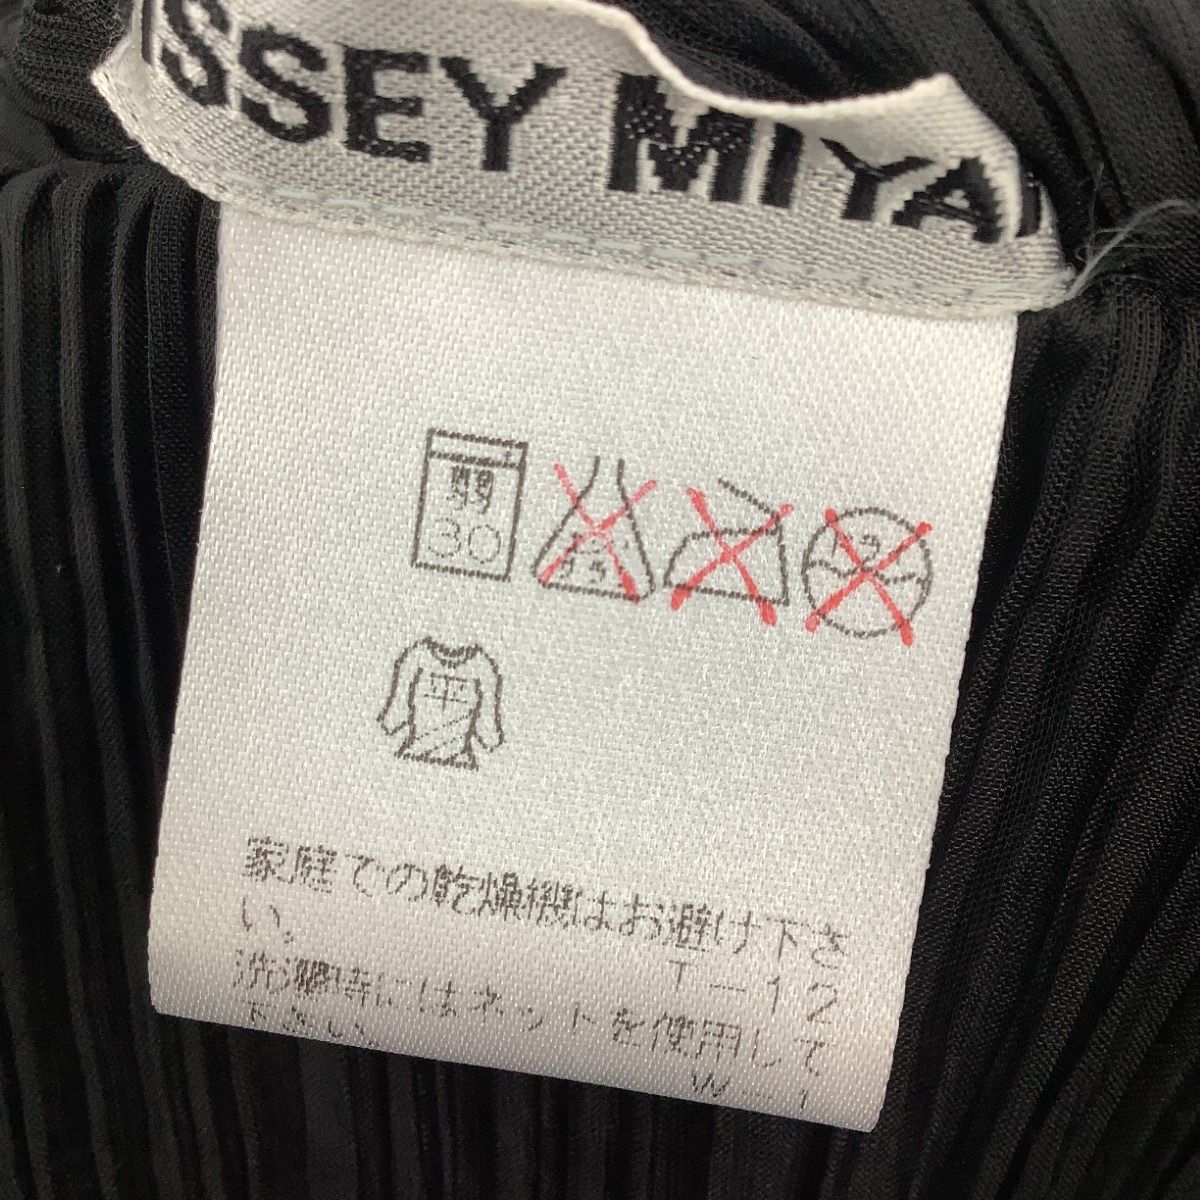 ISSEY MIYA
弱
30
平
家庭での乾燥機はお避け下さ
い。
T-12
洗濯時にはネットを使用して
下さい。
W-1